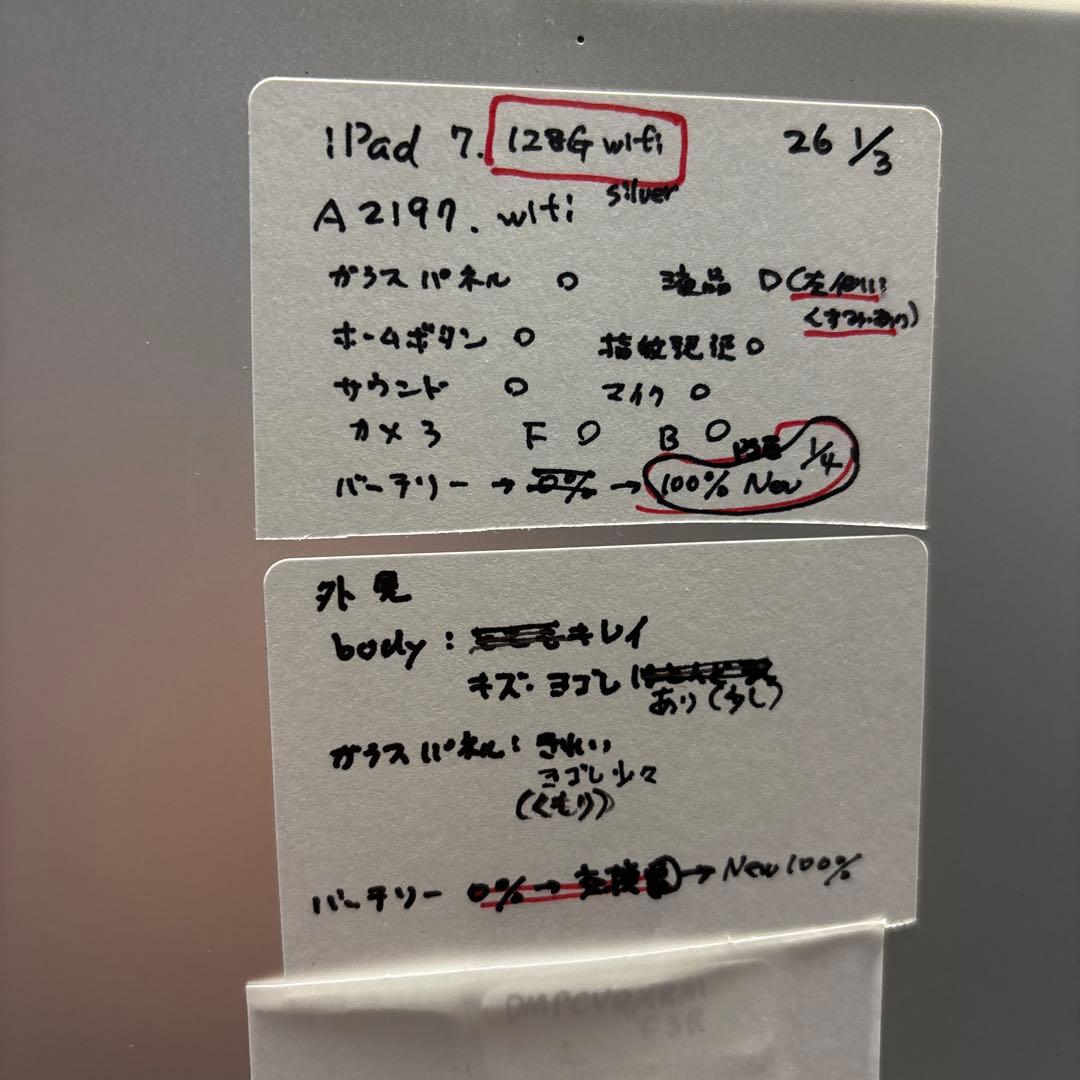 iPad 7. 128G wifi 26 1/3
A2197. wifi silver
ガラスパネル ○ 液晶 ○(左側に
くすみあり)
ホームボタン ○ 指紋認証 ○
サウンド ○ マイク ○
カメラ F ○ B ○
バッテリー → 0% → 100% New 1/4
外見
body : キレイ
キズ・ヨゴレ
あり(少し)
ガラスパネル : きれい
ヨゴレ少々
(くもり)
バッテリー 0% → 交換 → New 100%